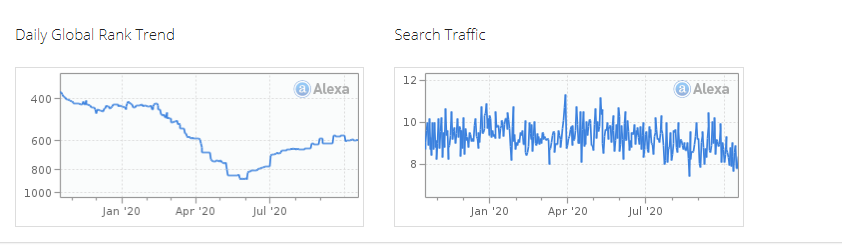 Daily Global Rank Trend
Search Traffic
Alexa
400
600
800
1000
Jan '20 Apr '20 Jul '20
Alexa
12
10
8
Jan '20 Apr '20 Jul '20